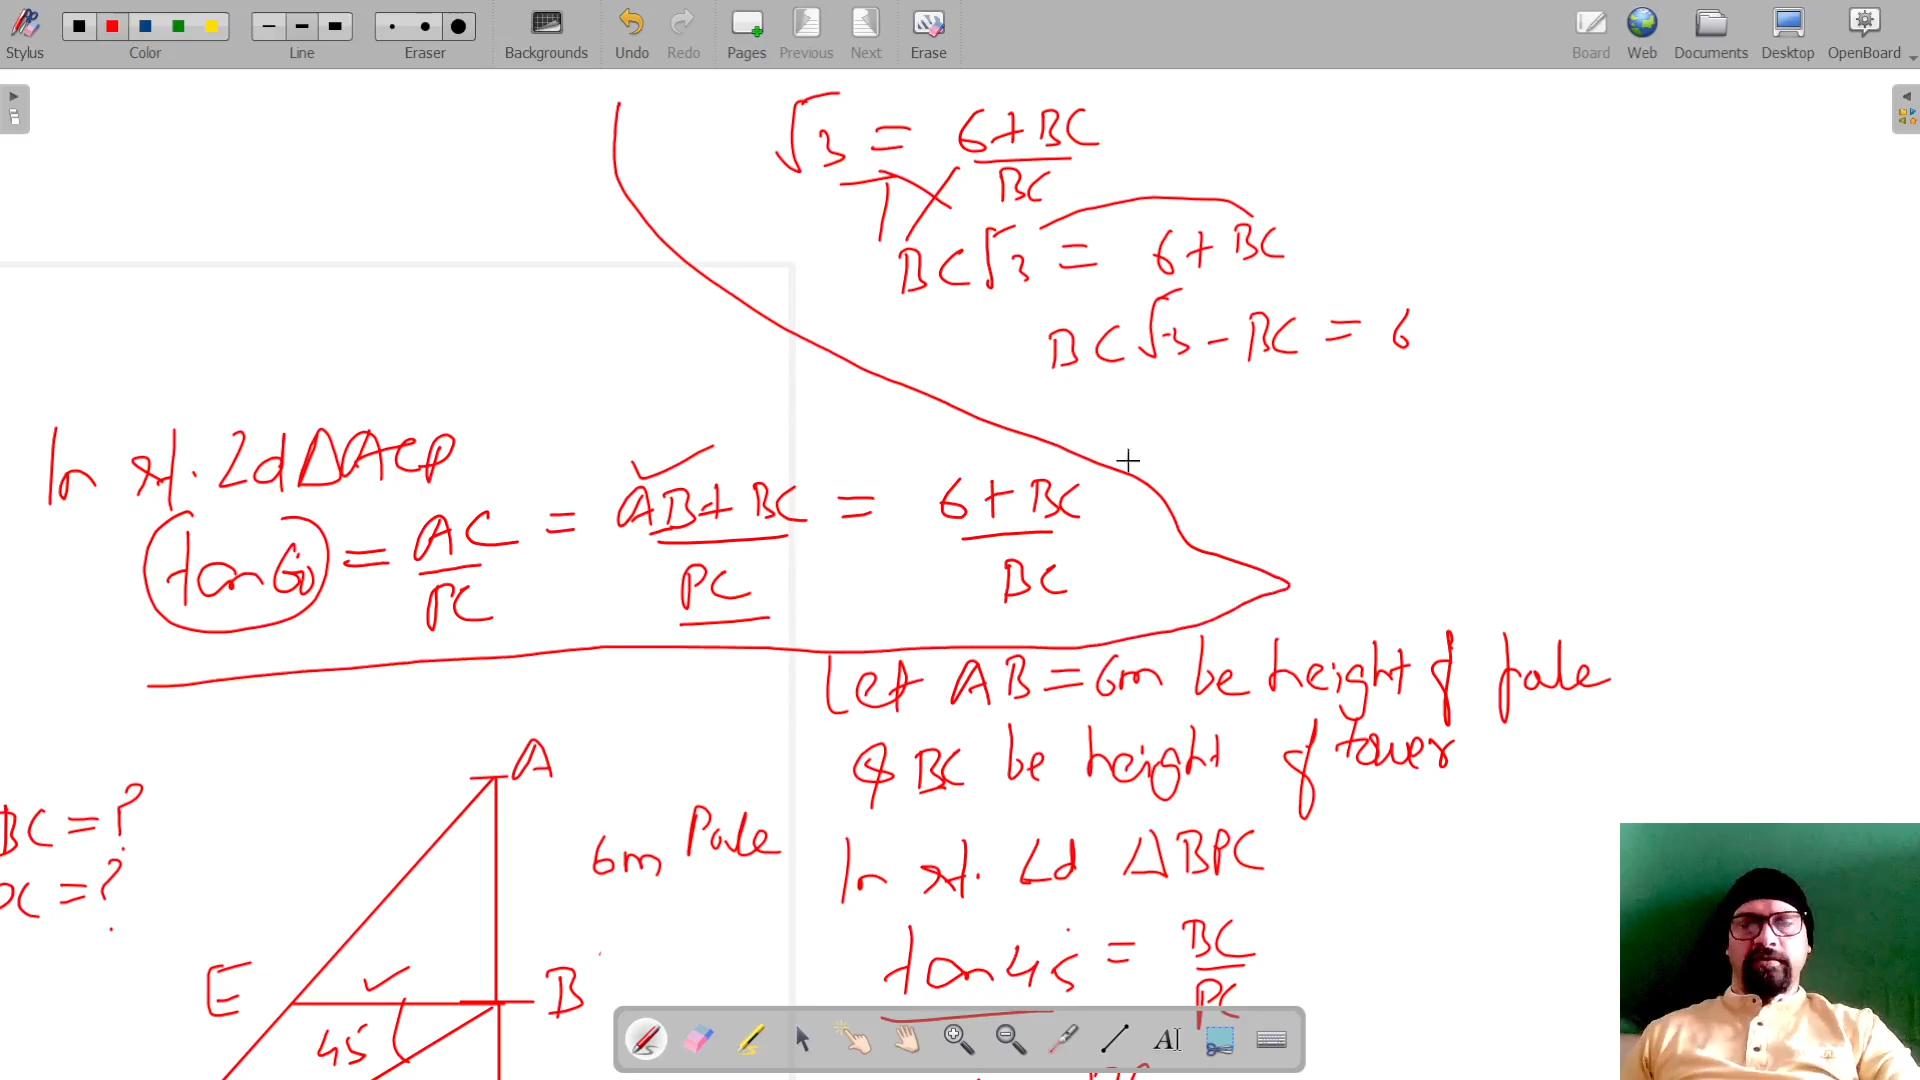 Stylus Color Line Eraser Backgrounds Undo Redo Pages Previous Next Erase Board Web Documents Desktop OpenBoard
√3 = 6+BC
BC
BC√3 = 6+BC
BC√3 - BC = 6
In rt. ∠d ΔACP
tan60 = AC = AB+BC = 6+BC
PC PC BC
Let AB = 6m be height of pole
& BC be height of tower
In rt. ∠d ΔBPC
tan45 = BC
PC
BC = ?
PC = ?
A
6m Pole
E B
45